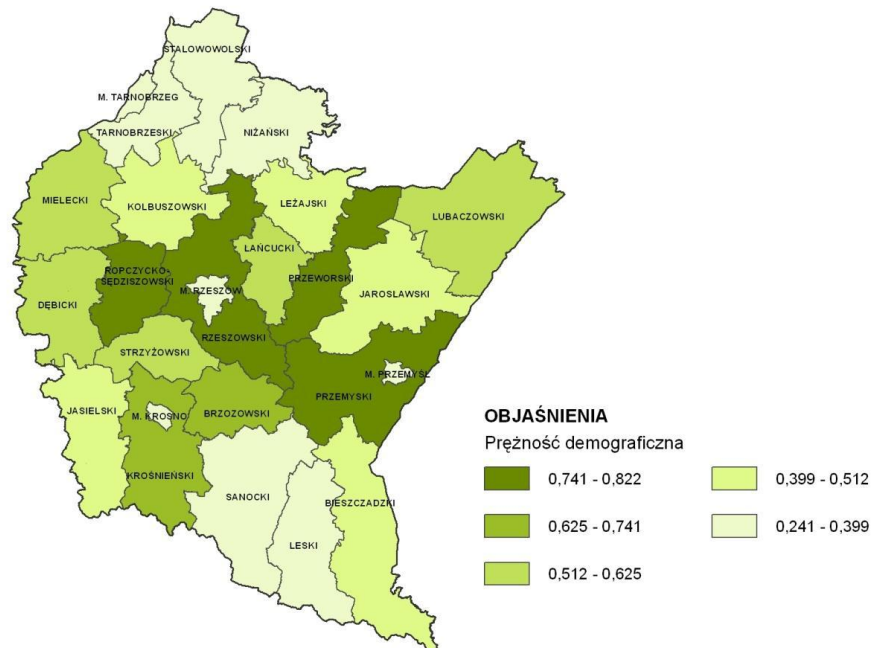 STALOWOWOLSKI
M. TARNOBRZEG
TARNOBRZESKI
NIŻAŃSKI
MIELECKI
KOLBUSZOWSKI
LEŻAJSKI
LUBACZOWSKI
ŁAŃCUCKI
ROPCZYCKO-
SĘDZISZOWSKI
PRZEWORSKI
M. RZESZÓW
JAROSŁAWSKI
DĘBICKI
RZESZOWSKI
STRZYŻOWSKI
M. PRZEMYŚL
PRZEMYSKI
JASIELSKI
M. KROSNO
BRZOZOWSKI
KROŚNIEŃSKI
SANOCKI
BIESZCZADZKI
LESKI
OBJAŚNIENIA
Prężność demograficzna
0,741 - 0,822
0,399 - 0,512
0,625 - 0,741
0,241 - 0,399
0,512 - 0,625